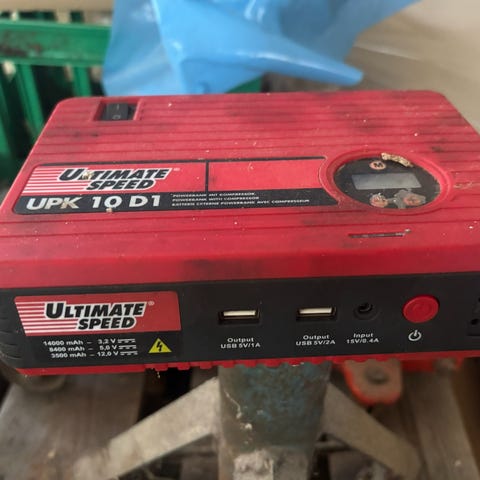 ULTIMATE SPEED®
UPK 10 D1
POWERBANK MIT KOMPRESSOR
POWERBANK WITH COMPRESSOR
BATTERIE EXTERNE POWERBANK AVEC COMPRESSEUR
ULTIMATE SPEED®
14000 mAh – 3,2 V
8400 mAh – 5,0 V
3500 mAh – 12,0 V
Output
USB 5V/1A
Output
USB 5V/2A
Input
15V/0.4A